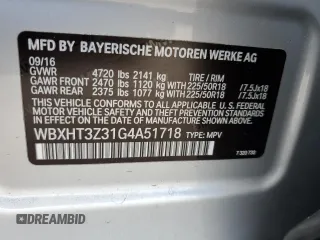 MFD BY BAYERISCHE MOTOREN WERKE AG
09/16
GVWR 4720 lbs 2141 kg TIRE / RIM
GAWR FRONT 2470 lbs 1120 kg 225/50R18 /7.5Jx18
GAWR REAR 2375 lbs 1077 kg 225/50R18 /7.5Jx18
THIS VEHICLE CONFORMS TO ALL APPLICABLE FEDERAL
MOTOR VEHICLE SAFETY, BUMPER, AND THEFT PREVENTION
STANDARDS IN EFFECT ON THE DATE OF MANUFACTURE
SHOWN ABOVE.
WBXHT3Z31G4A51718 TYPE: MPV
DREAMBID